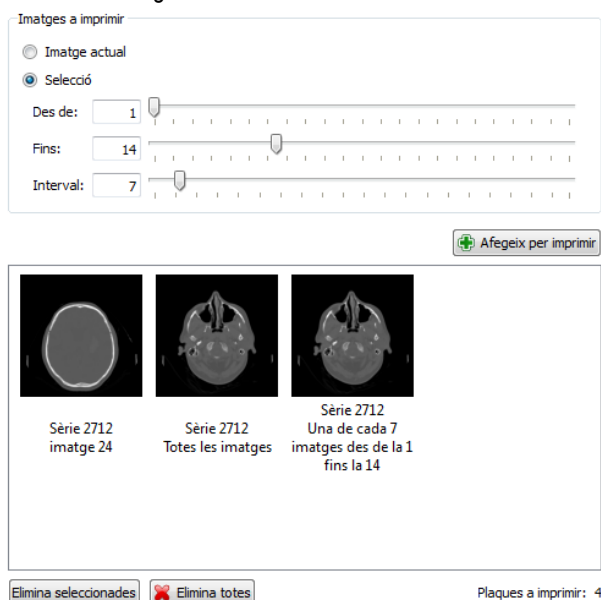 Imatges a imprimir
Imatge actual
Selecció
Des de: 1
Fins: 14
Interval: 7
Afegeix per imprimir
Sèrie 2712
imatge 24
Sèrie 2712
Totes les imatges
Sèrie 2712
Una de cada 7
imatges des de la 1
fins la 14
Elimina seleccionades
Elimina totes
Plaques a imprimir: 4